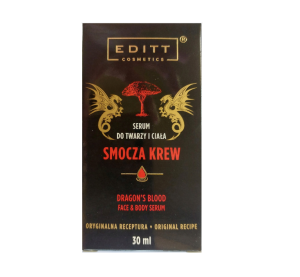 EDITT®
COSMETICS
SERUM
DO TWARZY I CIAŁA
SMOCZA KREW
DRAGON'S BLOOD
FACE & BODY SERUM
ORYGINALNA RECEPTURA • ORIGINAL RECIPE
30 ml